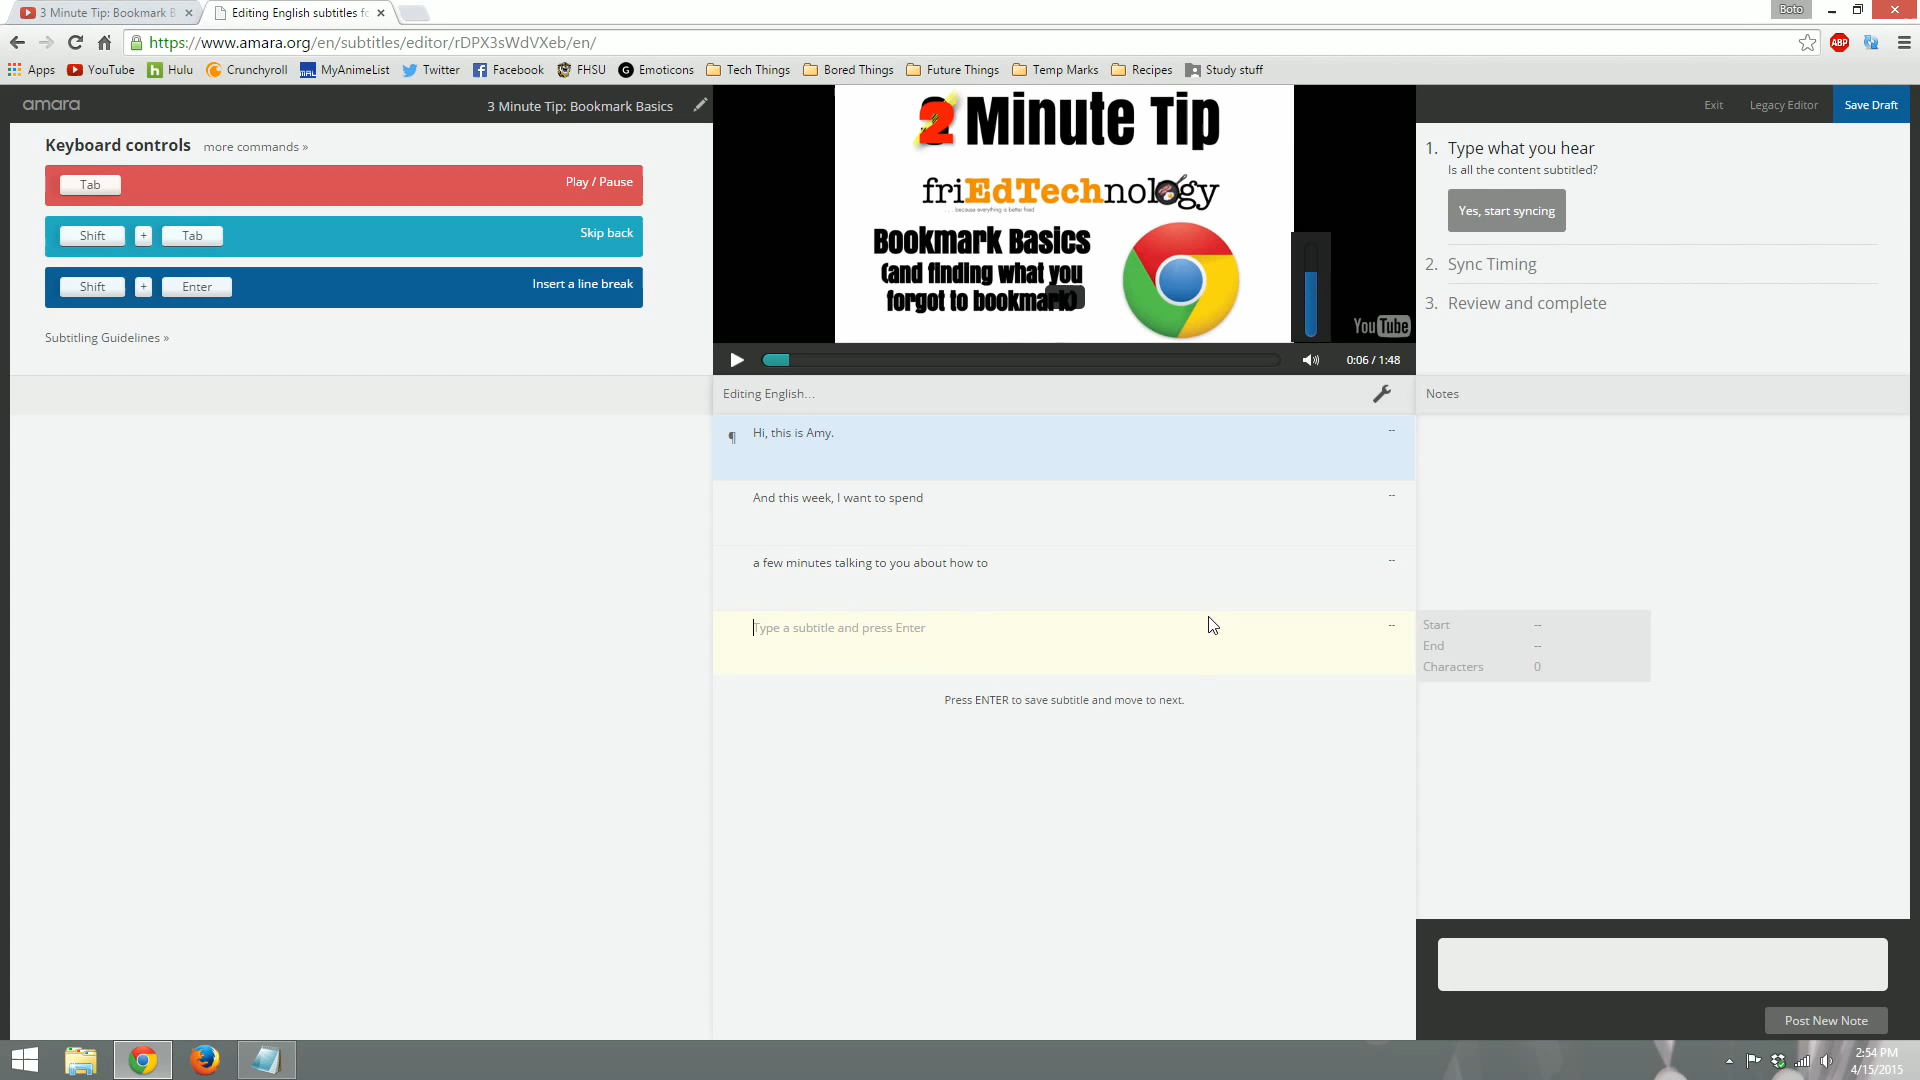 3 Minute Tip: Bookmark B
Editing English subtitles fo
Boto
https://www.amara.org/en/subtitles/editor/rDPX3sWdVXeb/en/
ABP
Apps
YouTube
Hulu
Crunchyroll
MyAnimeList
Twitter
Facebook
FHSU
Emoticons
Tech Things
Bored Things
Future Things
Temp Marks
Recipes
Study stuff
amara
3 Minute Tip: Bookmark Basics
Exit
Legacy Editor
Save Draft
Keyboard controls
more commands »
Tab
Play / Pause
Shift + Tab
Skip back
Shift + Enter
Insert a line break
Subtitling Guidelines »
2 Minute Tip
friEdTechnology
. . . because everything is better fried
Bookmark Basics
(and finding what you
forgot to bookmark)
YouTube
0:06 / 1:48
1. Type what you hear
Is all the content subtitled?
Yes, start syncing
2. Sync Timing
3. Review and complete
Editing English...
Notes
¶ Hi, this is Amy. --
And this week, I want to spend --
a few minutes talking to you about how to --
Type a subtitle and press Enter --
Press ENTER to save subtitle and move to next.
Start --
End --
Characters 0
Post New Note
2:54 PM
4/15/2015